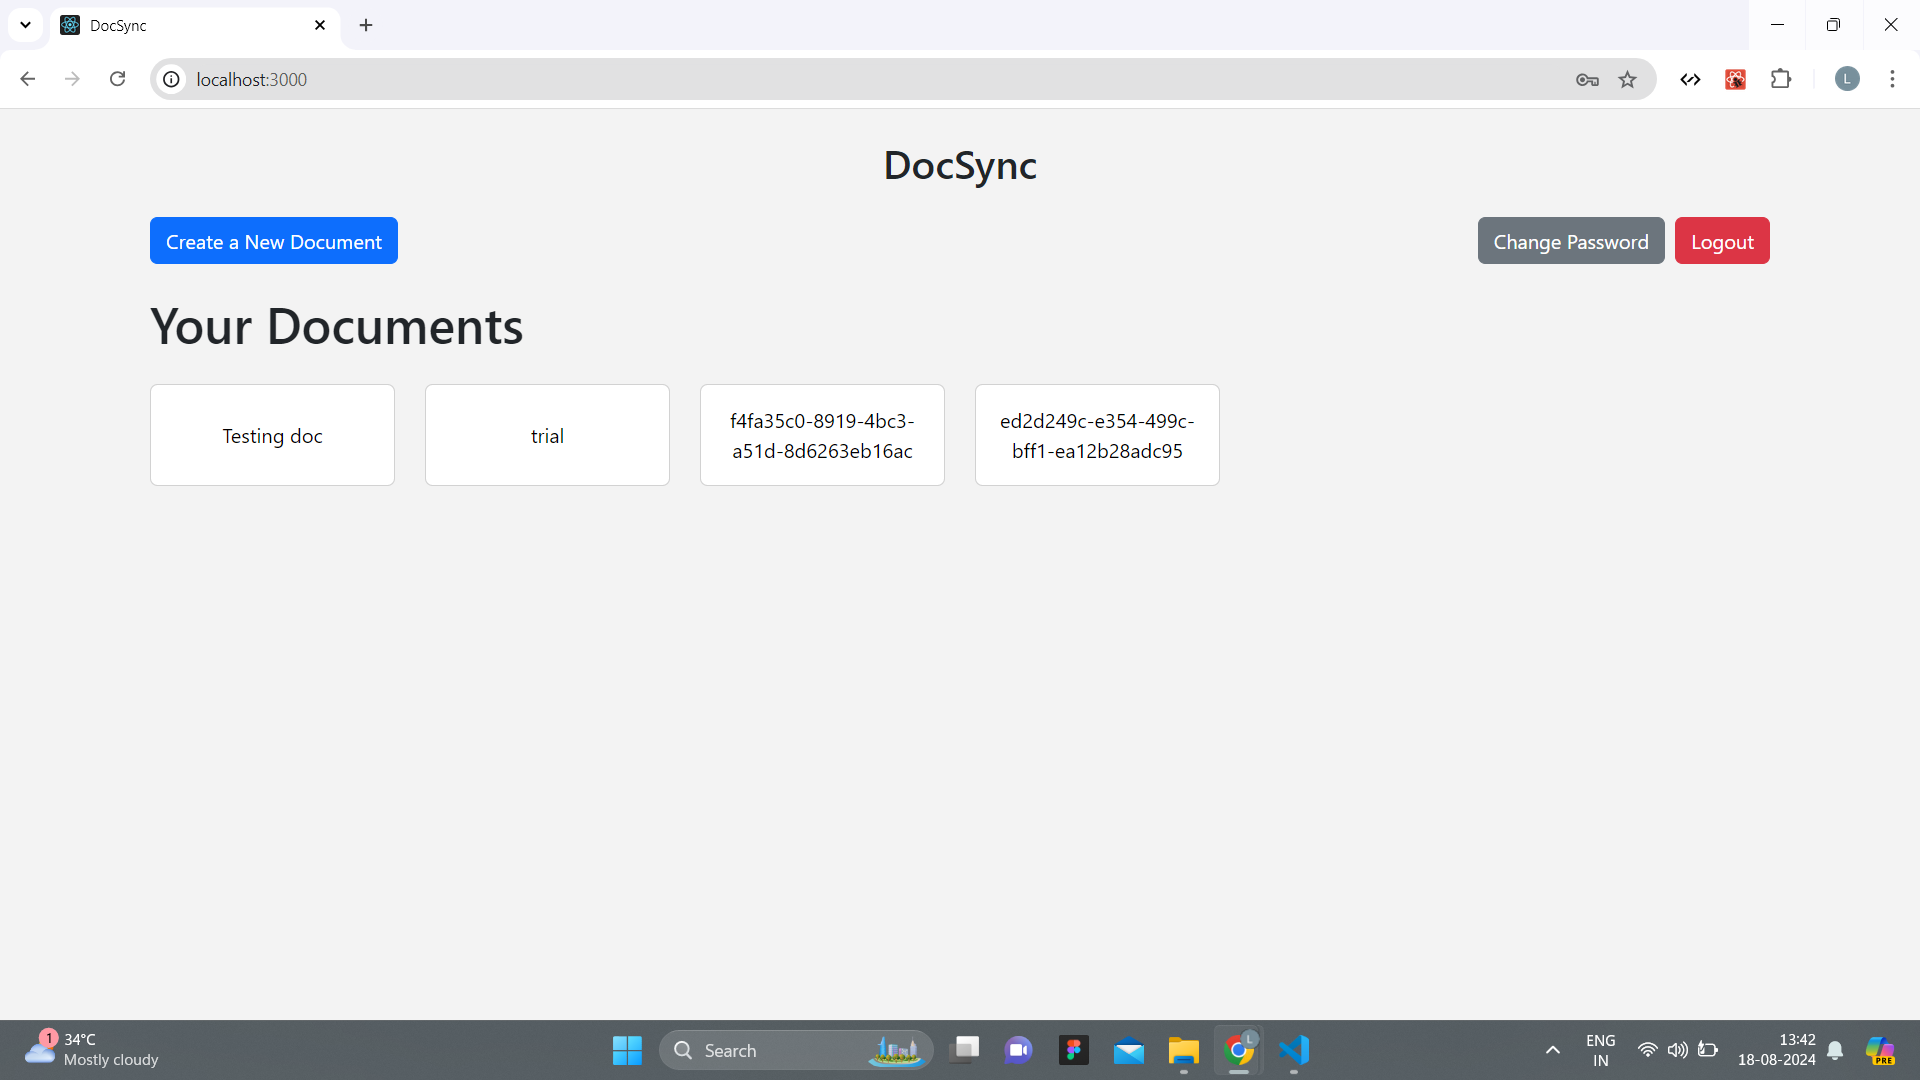 DocSync
localhost:3000
L
DocSync
Create a New Document
Change Password
Logout
Your Documents
Testing doc
trial
f4fa35c0-8919-4bc3-
a51d-8d6263eb16ac
ed2d249c-e354-499c-
bff1-ea12b28adc95
1
34°C
Mostly cloudy
Search
L
ENG
IN
13:42
18-08-2024
PRE